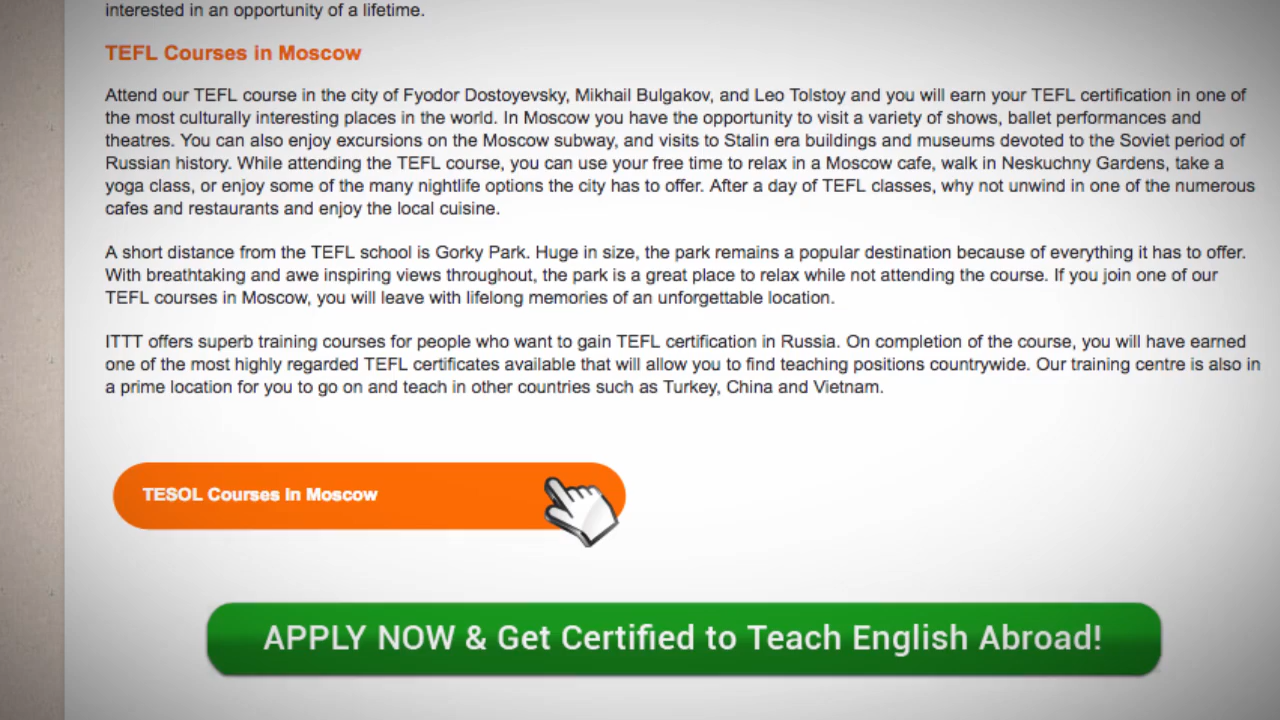 interested in an opportunity of a lifetime.
TEFL Courses in Moscow
Attend our TEFL course in the city of Fyodor Dostoyevsky, Mikhail Bulgakov, and Leo Tolstoy and you will earn your TEFL certification in one of
the most culturally interesting places in the world. In Moscow you have the opportunity to visit a variety of shows, ballet performances and
theatres. You can also enjoy excursions on the Moscow subway, and visits to Stalin era buildings and museums devoted to the Soviet period of
Russian history. While attending the TEFL course, you can use your free time to relax in a Moscow cafe, walk in Neskuchny Gardens, take a
yoga class, or enjoy some of the many nightlife options the city has to offer. After a day of TEFL classes, why not unwind in one of the numerous
cafes and restaurants and enjoy the local cuisine.
A short distance from the TEFL school is Gorky Park. Huge in size, the park remains a popular destination because of everything it has to offer.
With breathtaking and awe inspiring views throughout, the park is a great place to relax while not attending the course. If you join one of our
TEFL courses in Moscow, you will leave with lifelong memories of an unforgettable location.
ITTT offers superb training courses for people who want to gain TEFL certification in Russia. On completion of the course, you will have earned
one of the most highly regarded TEFL certificates available that will allow you to find teaching positions countrywide. Our training centre is also in
a prime location for you to go on and teach in other countries such as Turkey, China and Vietnam.
TESOL Courses in Moscow
APPLY NOW & Get Certified to Teach English Abroad!